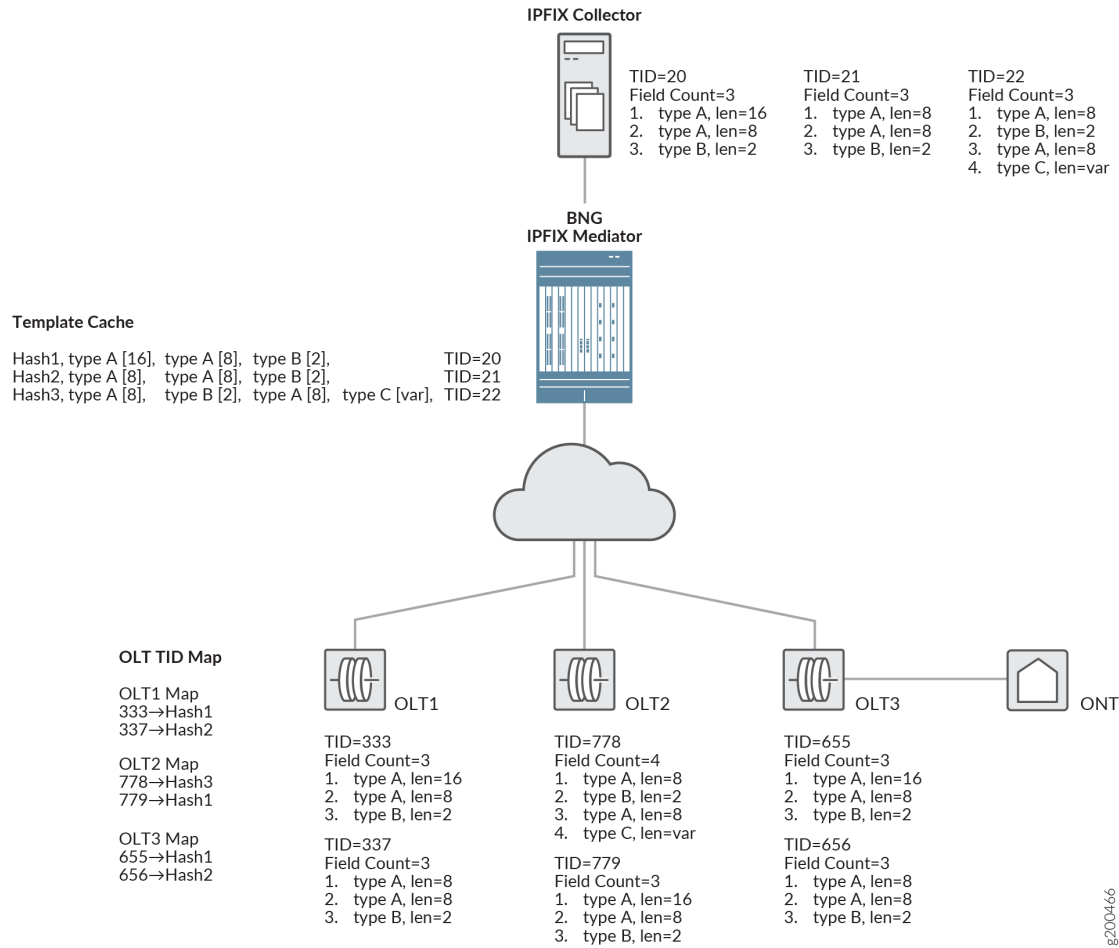 IPFIX Collector
TID=20
Field Count=3
1. type A, len=16
2. type A, len=8
3. type B, len=2
TID=21
Field Count=3
1. type A, len=8
2. type A, len=8
3. type B, len=2
TID=22
Field Count=3
1. type A, len=8
2. type B, len=2
3. type A, len=8
4. type C, len=var
BNG
IPFIX Mediator
Template Cache
Hash1, type A [16], type A [8], type B [2], TID=20
Hash2, type A [8], type A [8], type B [2], TID=21
Hash3, type A [8], type B [2], type A [8], type C [var], TID=22
OLT TID Map
OLT1 Map
333→Hash1
337→Hash2
OLT2 Map
778→Hash3
779→Hash1
OLT3 Map
655→Hash1
656→Hash2
OLT1
TID=333
Field Count=3
1. type A, len=16
2. type A, len=8
3. type B, len=2
TID=337
Field Count=3
1. type A, len=8
2. type A, len=8
3. type B, len=2
OLT2
TID=778
Field Count=4
1. type A, len=8
2. type B, len=2
3. type A, len=8
4. type C, len=var
TID=779
Field Count=3
1. type A, len=16
2. type A, len=8
3. type B, len=2
OLT3
TID=655
Field Count=3
1. type A, len=16
2. type A, len=8
3. type B, len=2
TID=656
Field Count=3
1. type A, len=8
2. type A, len=8
3. type B, len=2
ONT
g200466